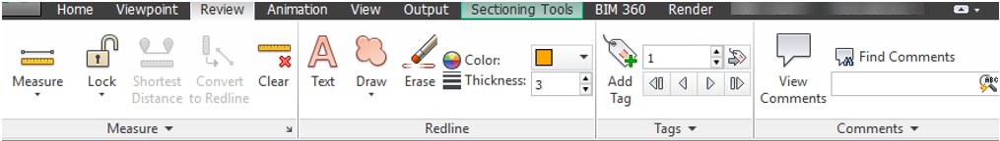 Home Viewpoint Review Animation View Output Sectioning Tools BIM 360 Render
Measure
Lock
Shortest
Distance
Convert
to Redline
Clear
Measure
Text
Draw
Erase
Color:
Thickness: 3
Redline
Add
Tag
1
Tags
View
Comments
Find Comments
ABC
Comments